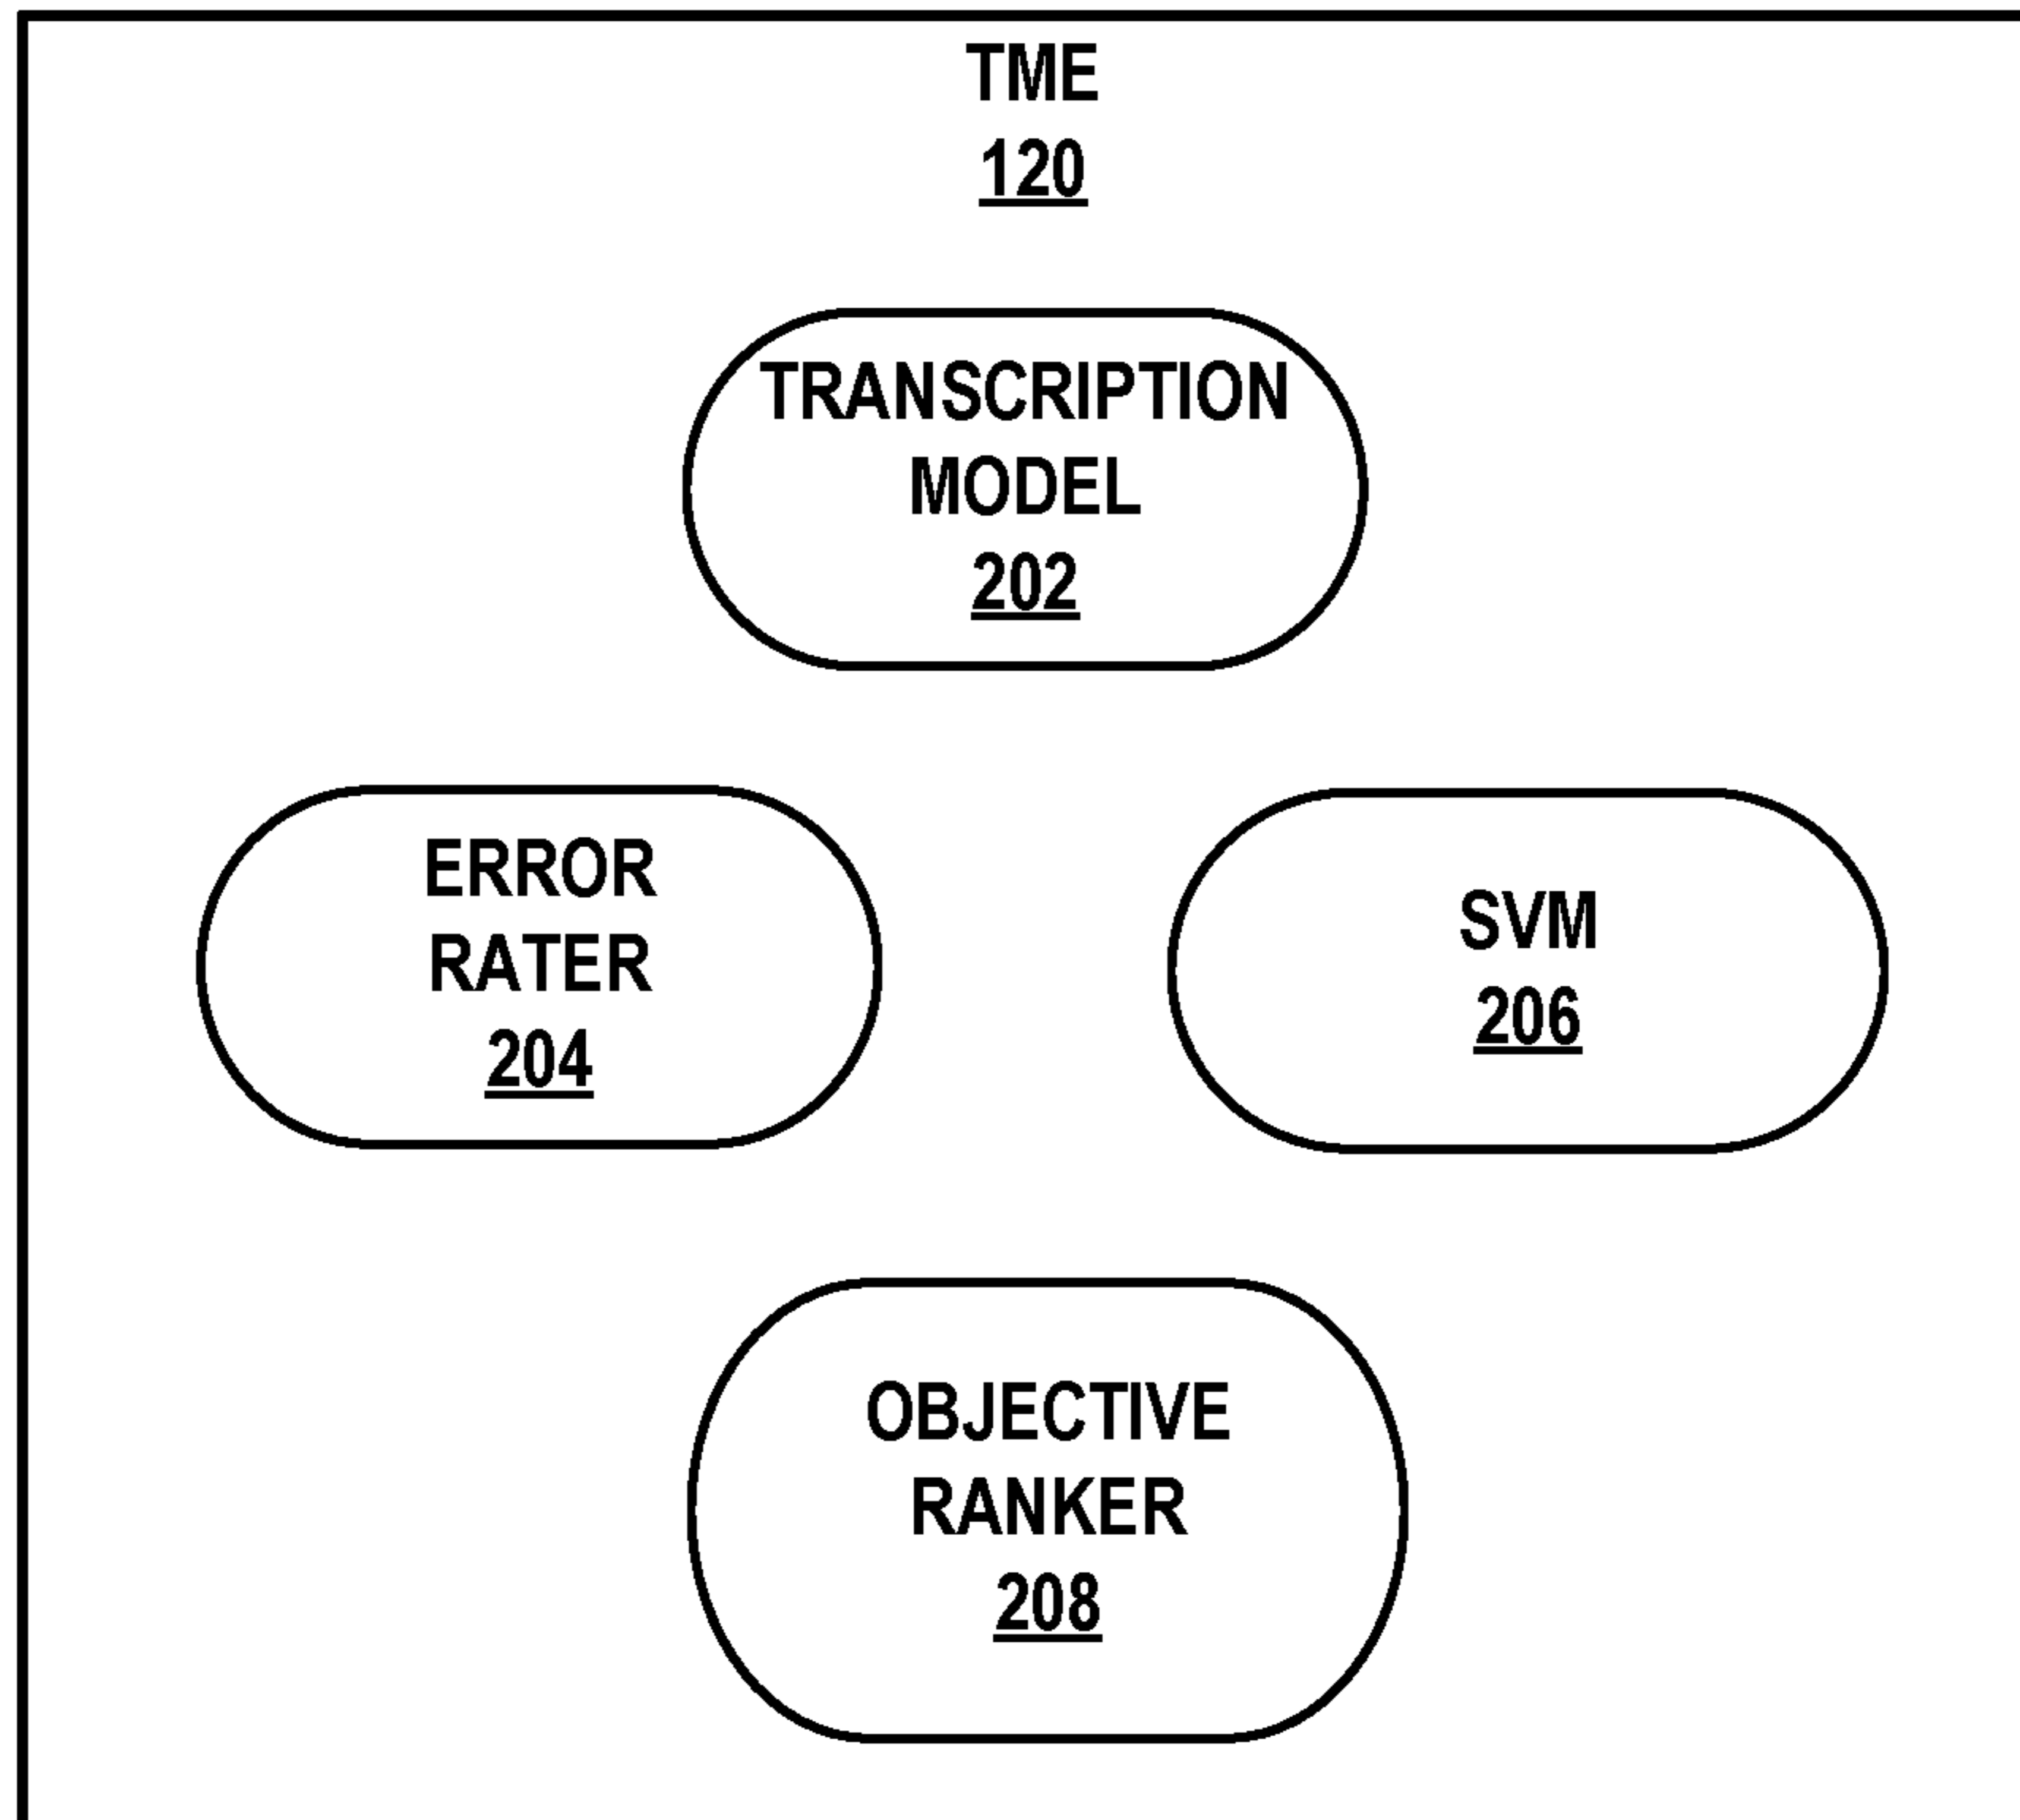 TME
120
TRANSCRIPTION
MODEL
202
ERROR
RATER
204
SVM
206
OBJECTIVE
RANKER
208